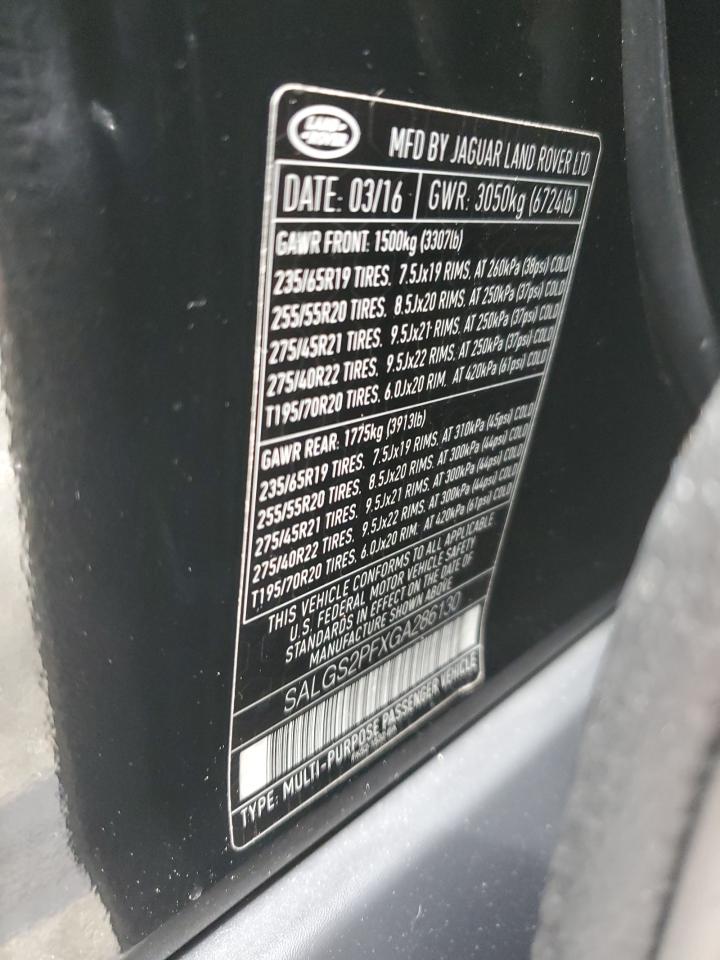 LAND
ROVER
MFD BY JAGUAR LAND ROVER LTD
DATE: 03/16 GWR: 3050kg (6724lb)
GAWR FRONT: 1500kg (3307lb)
235/65R19 TIRES. 7.5Jx19 RIMS. AT 260kPa (38psi) COLD
255/55R20 TIRES. 8.5Jx20 RIMS. AT 250kPa (37psi) COLD
275/45R21 TIRES. 9.5Jx21 RIMS. AT 250kPa (37psi) COLD
275/40R22 TIRES. 9.5Jx22 RIMS. AT 250kPa (37psi) COLD
T195/70R20 TIRES. 6.0Jx20 RIM. AT 420kPa (61psi) COLD
GAWR REAR: 1775kg (3913lb)
235/65R19 TIRES. 7.5Jx19 RIMS. AT 310kPa (45psi) COLD
255/55R20 TIRES. 8.5Jx20 RIMS. AT 300kPa (44psi) COLD
275/45R21 TIRES. 9.5Jx21 RIMS. AT 300kPa (44psi) COLD
275/40R22 TIRES. 9.5Jx22 RIMS. AT 300kPa (44psi) COLD
T195/70R20 TIRES. 6.0Jx20 RIM. AT 420kPa (61psi) COLD
THIS VEHICLE CONFORMS TO ALL APPLICABLE
U.S. FEDERAL MOTOR VEHICLE SAFETY
STANDARDS IN EFFECT ON THE DATE OF
MANUFACTURE SHOWN ABOVE
SALGS2PFXGA286130
TYPE: MULTI-PURPOSE PASSENGER VEHICLE